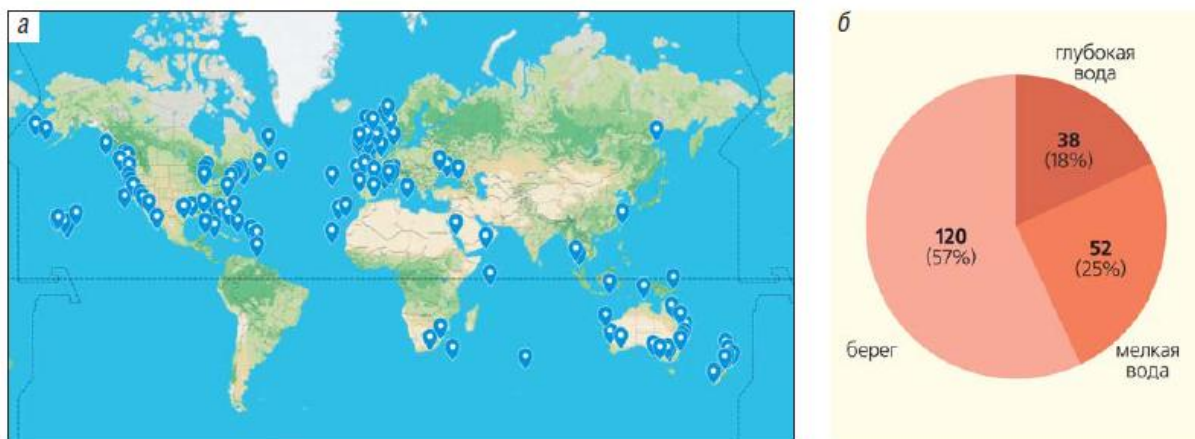 а
б
глубокая
вода
38
(18%)
120
(57%)
52
(25%)
берег
мелкая
вода